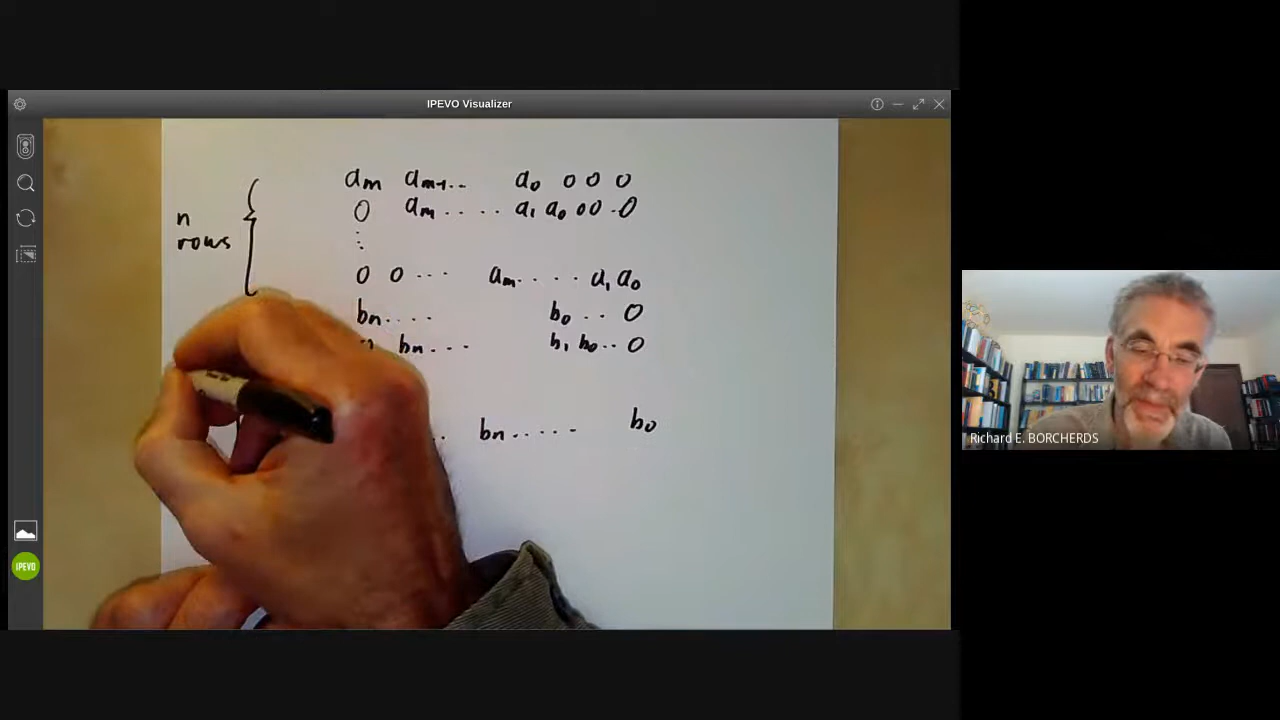 IPEVO Visualizer
aₘ aₘ₋₁.. a₀ 0 0 0
0 aₘ..... a₁ a₀ 0 0 .0
n
rows
⋮
0 0 ... aₘ..... a₁ a₀
bₙ.... b₀ .. 0
bₙ... b₁ b₀.. 0
bₙ..... b₀
Richard E. BORCHERDS
IPEVO